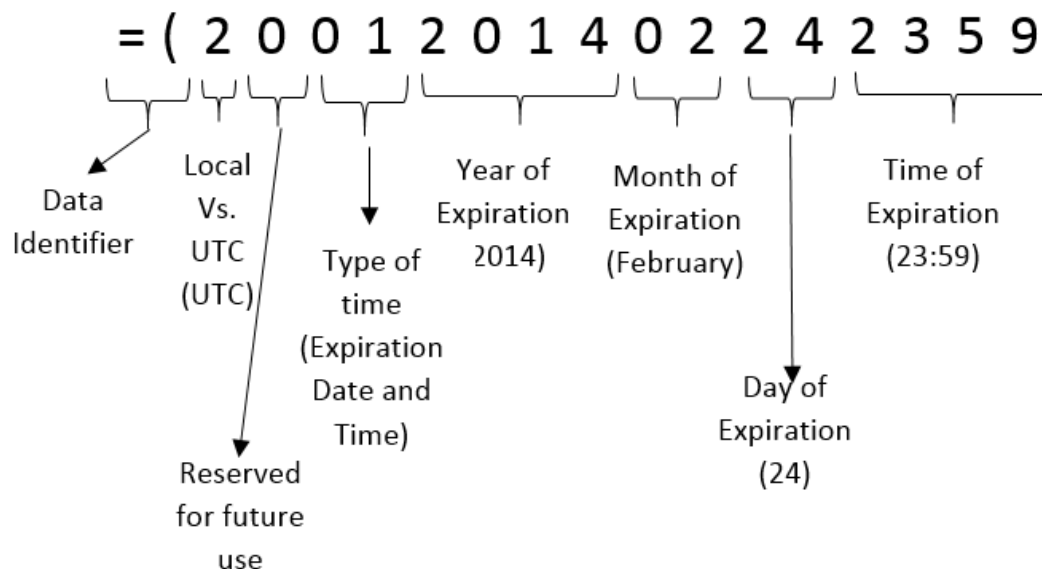 = ( 2 0 0 1 2 0 1 4 0 2 2 4 2 3 5 9
Data
Identifier
Local
Vs.
UTC
(UTC)
Reserved
for future
use
Type of
time
(Expiration
Date and
Time)
Year of
Expiration
2014)
Month of
Expiration
(February)
Day of
Expiration
(24)
Time of
Expiration
(23:59)